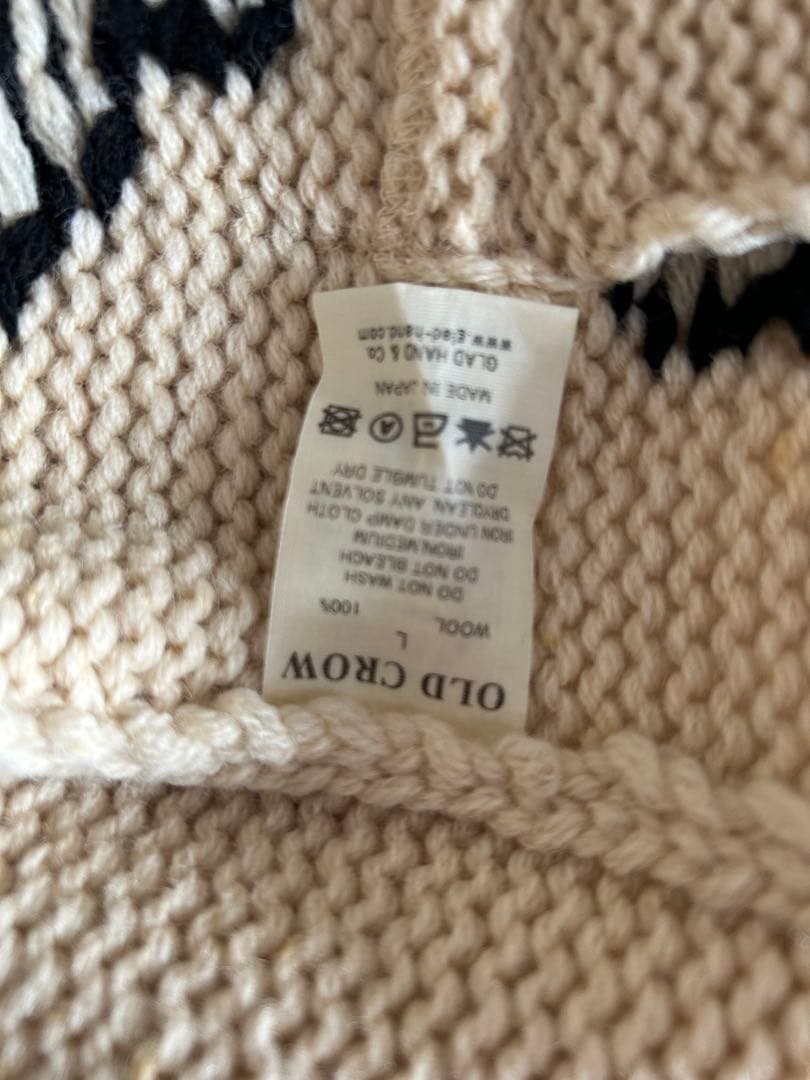 OLD CROW
L
WOOL 100%
DO NOT WASH
DO NOT BLEACH
IRON MEDIUM
IRON UNDER DAMP CLOTH
DRYCLEAN ANY SOLVENT
DO NOT TUMBLE DRY
A
MADE IN JAPAN
GLAD HAND & Co.
www.glad-hand.com